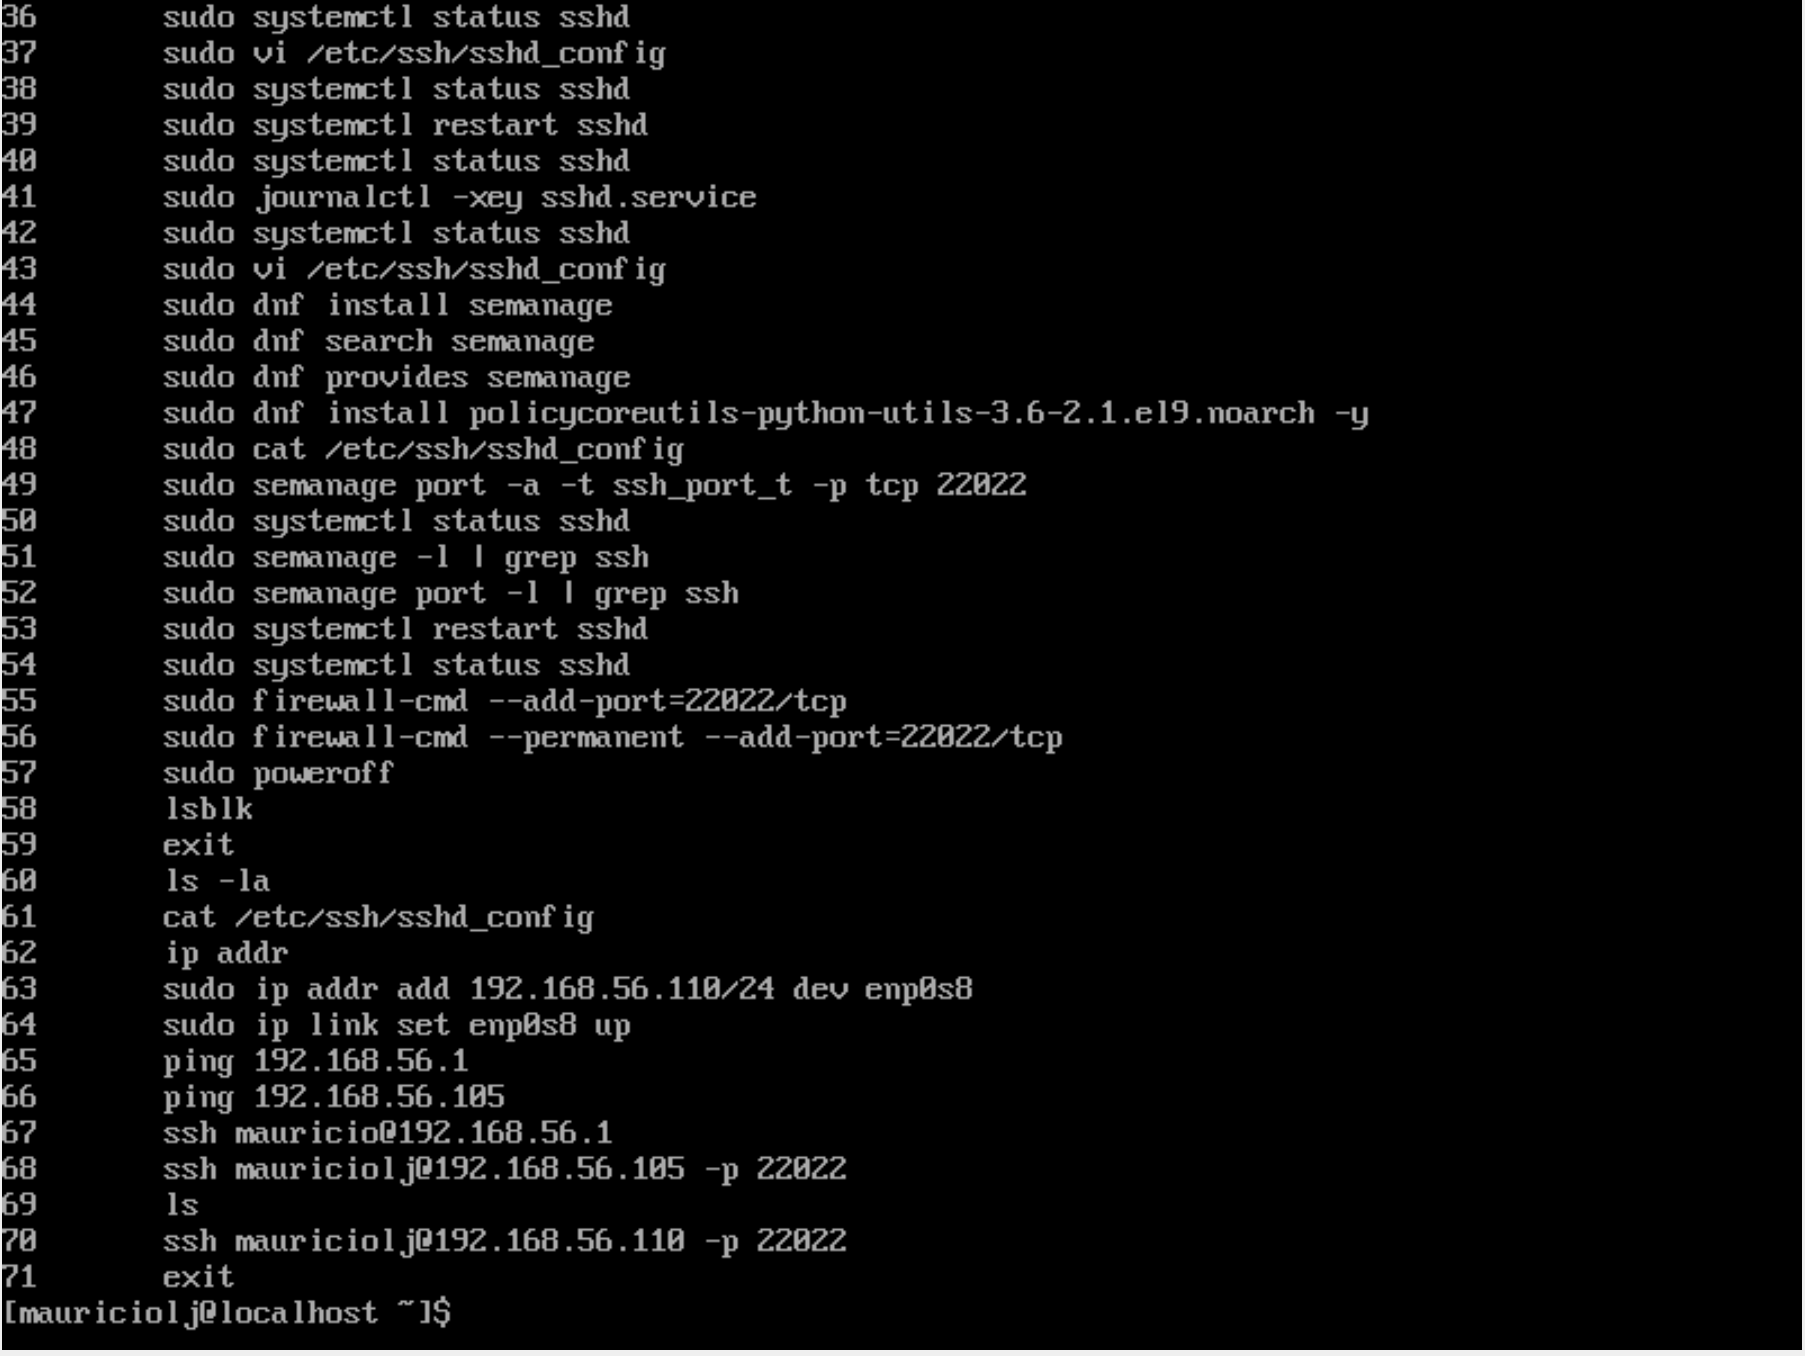 36 sudo systemctl status sshd
37 sudo vi /etc/ssh/sshd_config
38 sudo systemctl status sshd
39 sudo systemctl restart sshd
40 sudo systemctl status sshd
41 sudo journalctl -xey sshd.service
42 sudo systemctl status sshd
43 sudo vi /etc/ssh/sshd_config
44 sudo dnf install semanage
45 sudo dnf search semanage
46 sudo dnf provides semanage
47 sudo dnf install policycoreutils-python-utils-3.6-2.1.el9.noarch -y
48 sudo cat /etc/ssh/sshd_config
49 sudo semanage port -a -t ssh_port_t -p tcp 22022
50 sudo systemctl status sshd
51 sudo semanage -l | grep ssh
52 sudo semanage port -l | grep ssh
53 sudo systemctl restart sshd
54 sudo systemctl status sshd
55 sudo firewall-cmd --add-port=22022/tcp
56 sudo firewall-cmd --permanent --add-port=22022/tcp
57 sudo poweroff
58 lsblk
59 exit
60 ls -la
61 cat /etc/ssh/sshd_config
62 ip addr
63 sudo ip addr add 192.168.56.110/24 dev enp0s8
64 sudo ip link set enp0s8 up
65 ping 192.168.56.1
66 ping 192.168.56.105
67 ssh mauricio@192.168.56.1
68 ssh mauriciolj@192.168.56.105 -p 22022
69 ls
70 ssh mauriciolj@192.168.56.110 -p 22022
71 exit
[mauriciolj@localhost ~]$